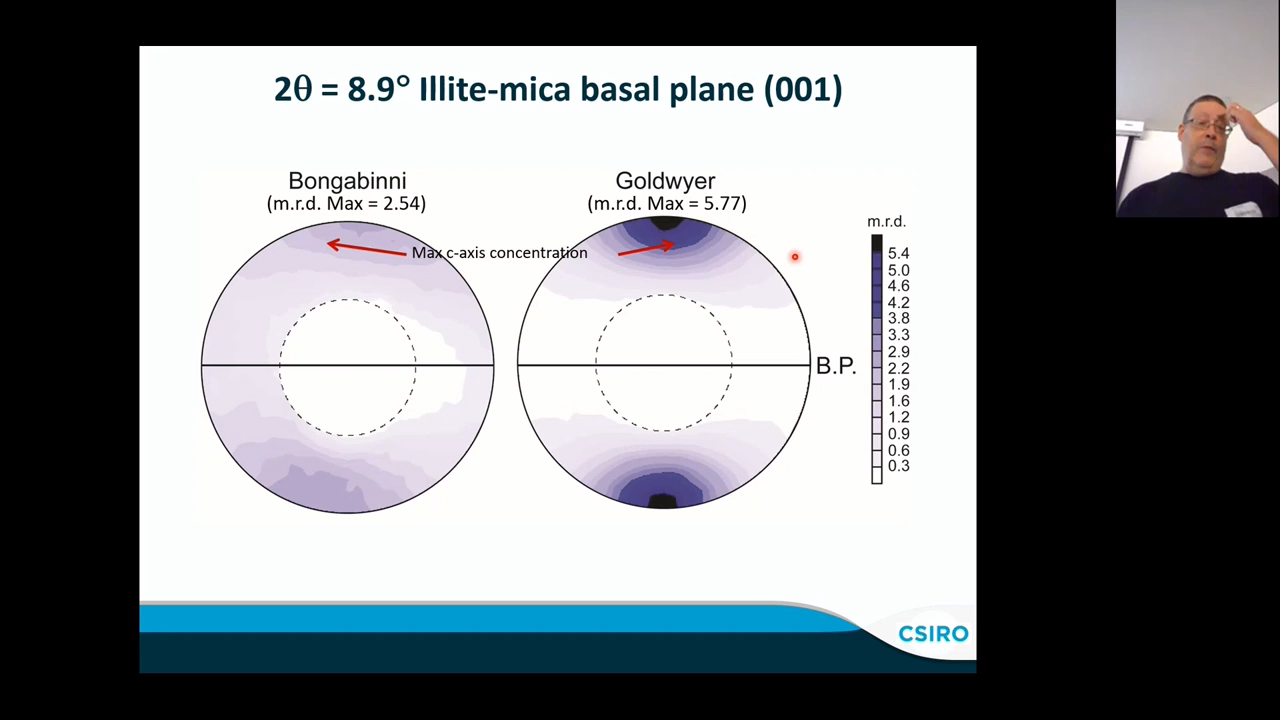 2θ = 8.9° Illite-mica basal plane (001)
Bongabinni
(m.r.d. Max = 2.54)
Goldwyer
(m.r.d. Max = 5.77)
Max c-axis concentration
m.r.d.
5.4
5.0
4.6
4.2
3.8
3.3
2.9
2.2
1.9
1.6
1.2
0.9
0.6
0.3
B.P.
CSIRO